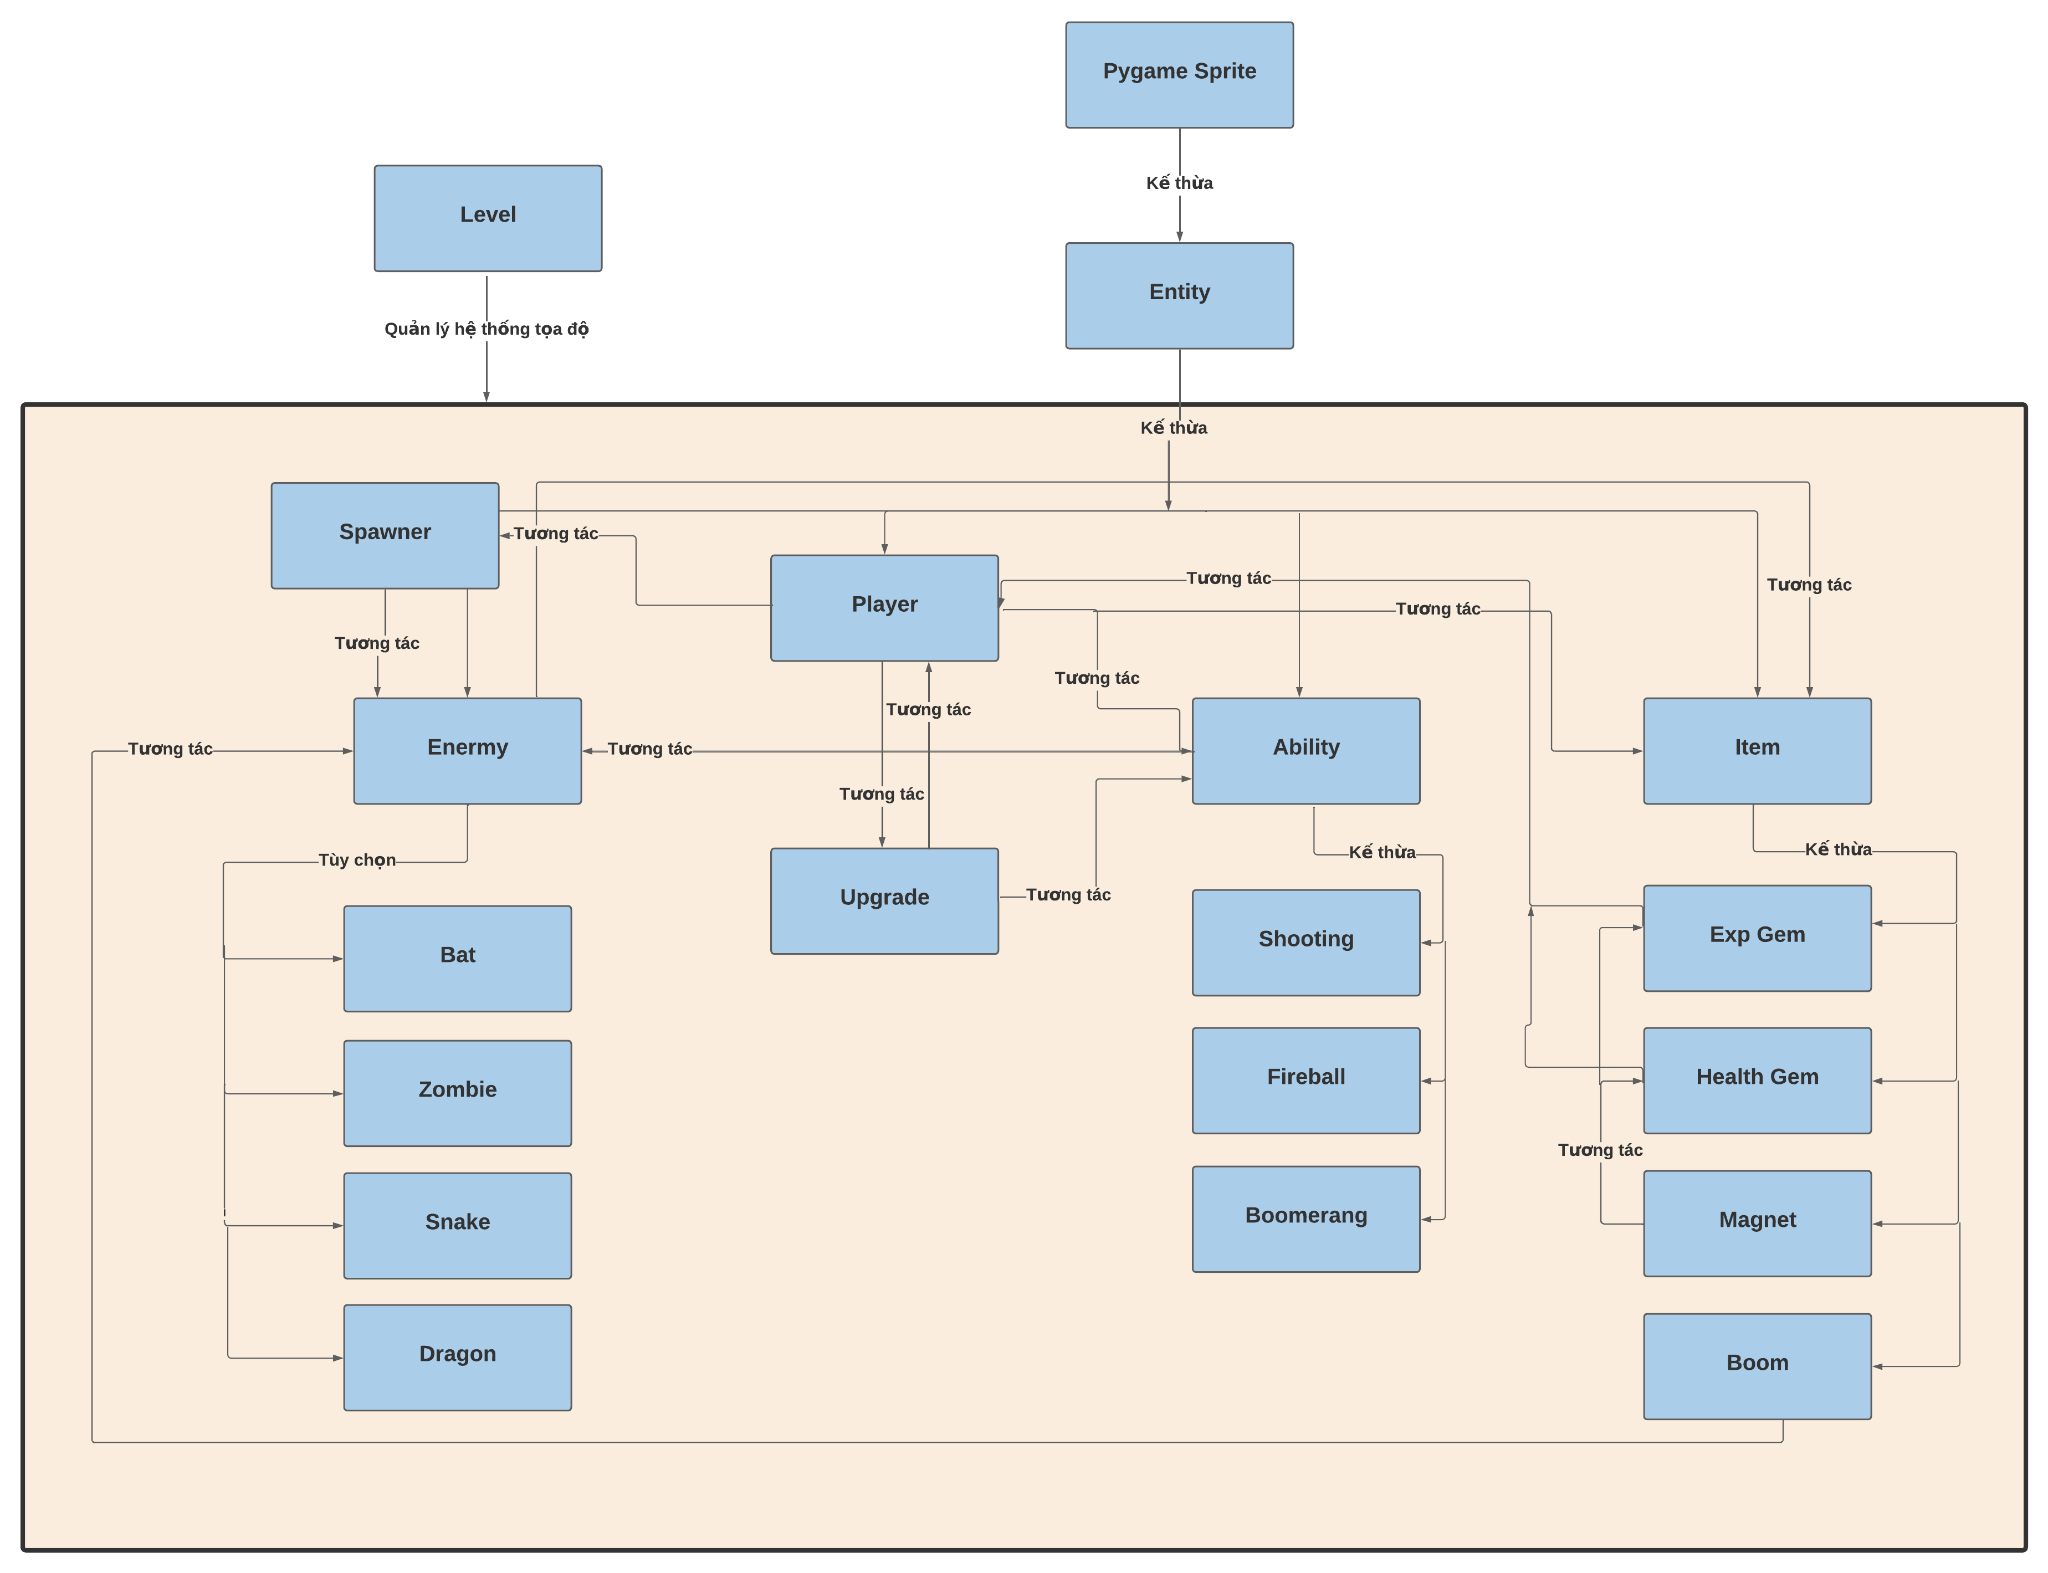 Pygame Sprite
Kế thừa
Level
Entity
Quản lý hệ thống tọa độ
Kế thừa
Spawner
Tương tác
Tương tác
Tương tác
Player
Tương tác
Tương tác
Tương tác
Tương tác
Tương tác
Enermy
Tương tác
Tương tác
Ability
Item
Tương tác
Tùy chọn
Kế thừa
Kế thừa
Upgrade
Tương tác
Bat
Shooting
Exp Gem
Zombie
Fireball
Health Gem
Tương tác
Snake
Boomerang
Magnet
Dragon
Boom